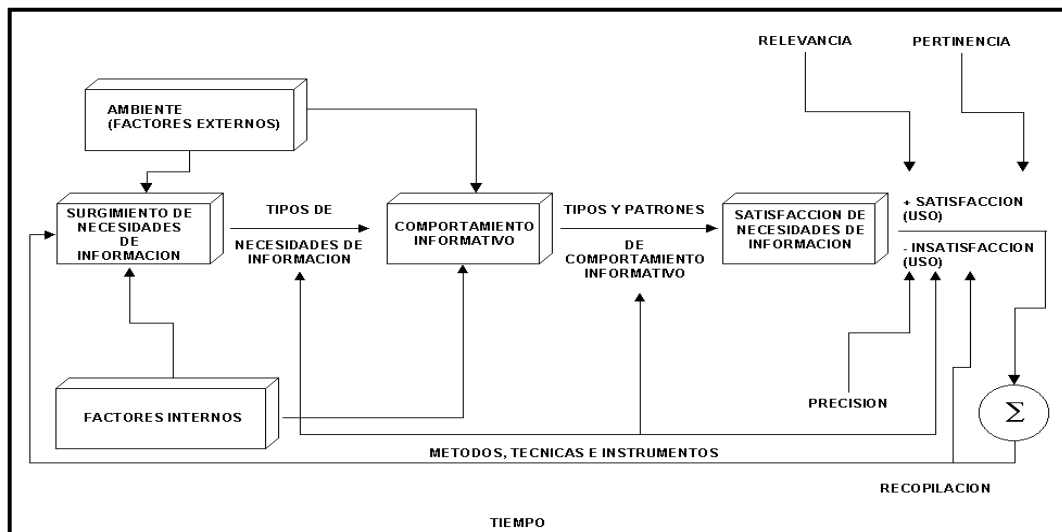 RELEVANCIA
PERTINENCIA
AMBIENTE
(FACTORES EXTERNOS)
SURGIMIENTO DE
NECESIDADES
DE
INFORMACION
TIPOS DE
NECESIDADES DE
INFORMACION
COMPORTAMIENTO
INFORMATIVO
TIPOS Y PATRONES
DE
COMPORTAMIENTO
INFORMATIVO
SATISFACCION DE
NECESIDADES
DE INFORMACION
+ SATISFACCION
(USO)
- INSATISFACCION
(USO)
FACTORES INTERNOS
PRECISION
Σ
METODOS, TECNICAS E INSTRUMENTOS
RECOPILACION
TIEMPO